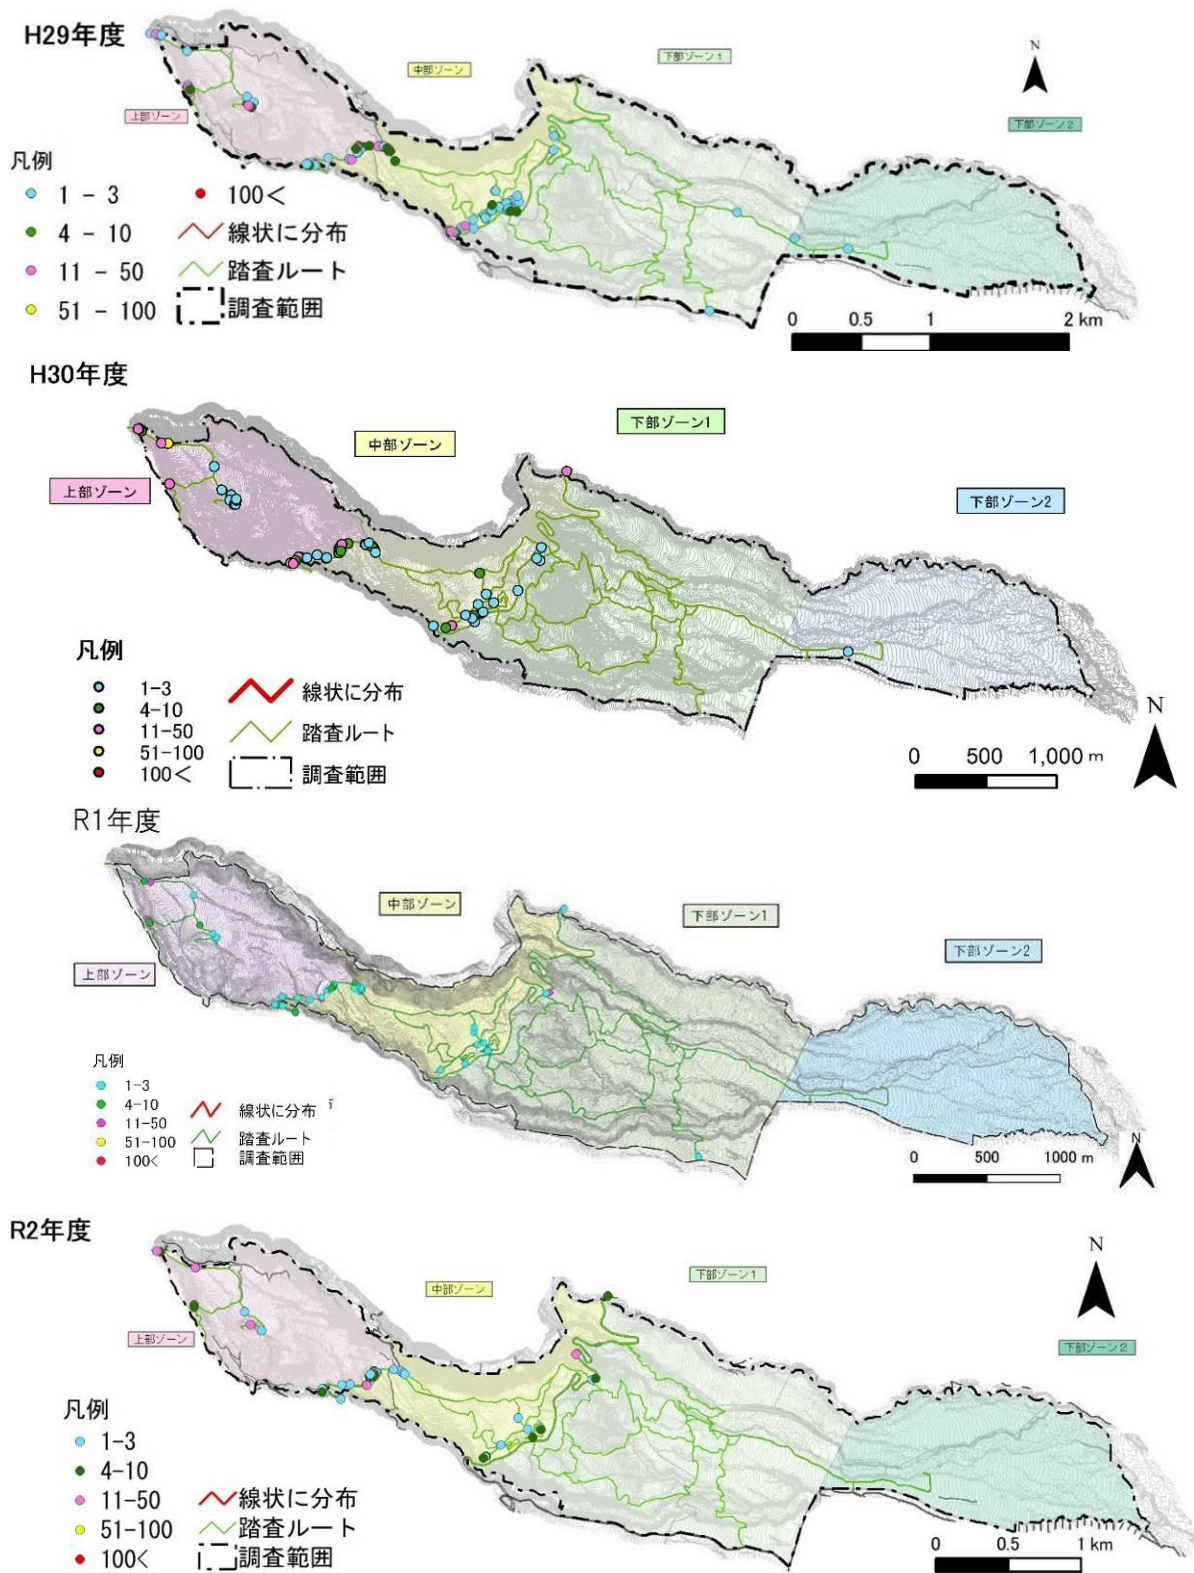 H29年度
中部ゾーン
下部ゾーン1
N
上部ゾーン
下部ゾーン2
凡例
1 - 3
100<
4 - 10
線状に分布
11 - 50
踏査ルート
51 - 100
調査範囲
0 0.5 1 2 km
H30年度
下部ゾーン1
中部ゾーン
上部ゾーン
下部ゾーン2
凡例
1-3
線状に分布
4-10
11-50
踏査ルート
51-100
100<
調査範囲
N
0 500 1,000 m
R1年度
中部ゾーン
下部ゾーン1
上部ゾーン
下部ゾーン2
凡例
1-3
4-10
線状に分布
11-50
踏査ルート
51-100
調査範囲
100<
N
0 500 1000 m
R2年度
N
中部ゾーン
下部ゾーン1
上部ゾーン
下部ゾーン2
凡例
1-3
4-10
11-50
線状に分布
51-100
踏査ルート
100<
調査範囲
0 0.5 1 km